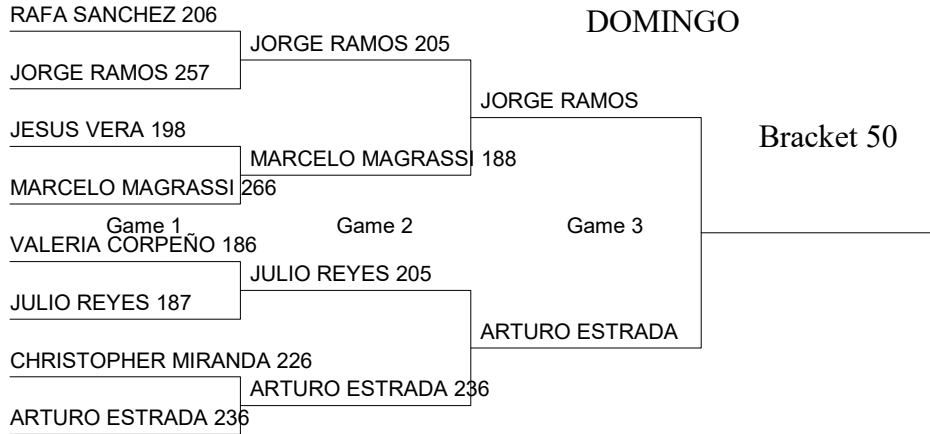 RAFA SANCHEZ 206
DOMINGO
JORGE RAMOS 205
JORGE RAMOS 257
JORGE RAMOS
JESUS VERA 198
Bracket 50
MARCELO MAGRASSI 188
MARCELO MAGRASSI 266
Game 1
Game 2
Game 3
VALERIA CORPEÑO 186
JULIO REYES 205
JULIO REYES 187
ARTURO ESTRADA
CHRISTOPHER MIRANDA 226
ARTURO ESTRADA 236
ARTURO ESTRADA 236